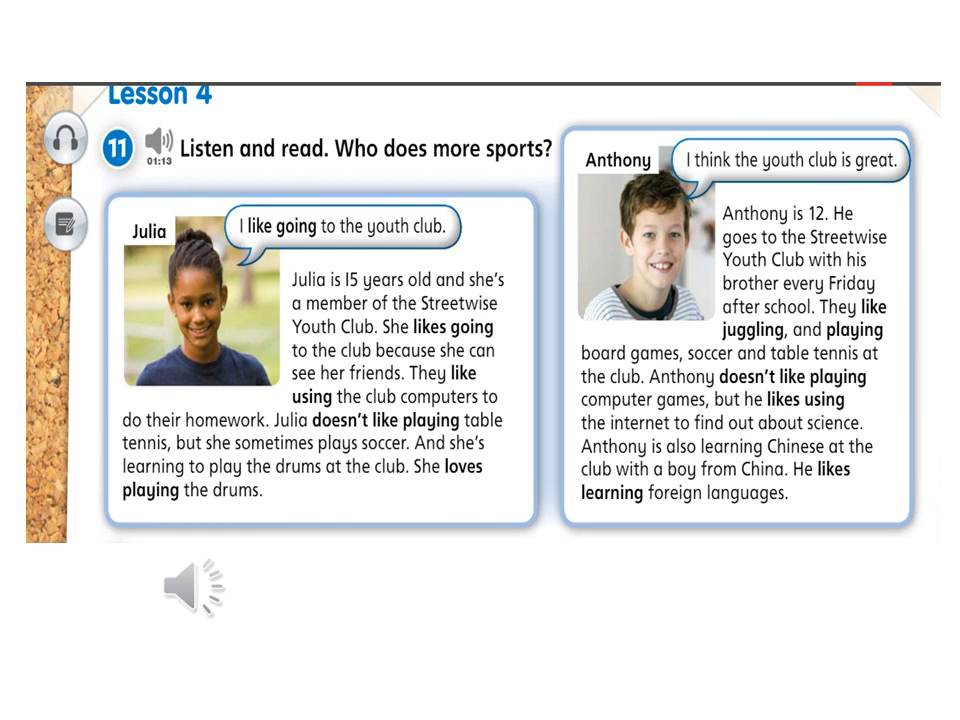 Lesson 4
11 01:13 Listen and read. Who does more sports?
Julia
I like going to the youth club.
Julia is 15 years old and she's
a member of the Streetwise
Youth Club. She likes going
to the club because she can
see her friends. They like
using the club computers to
do their homework. Julia doesn't like playing table
tennis, but she sometimes plays soccer. And she's
learning to play the drums at the club. She loves
playing the drums.
Anthony
I think the youth club is great.
Anthony is 12. He
goes to the Streetwise
Youth Club with his
brother every Friday
after school. They like
juggling, and playing
board games, soccer and table tennis at
the club. Anthony doesn't like playing
computer games, but he likes using
the internet to find out about science.
Anthony is also learning Chinese at the
club with a boy from China. He likes
learning foreign languages.